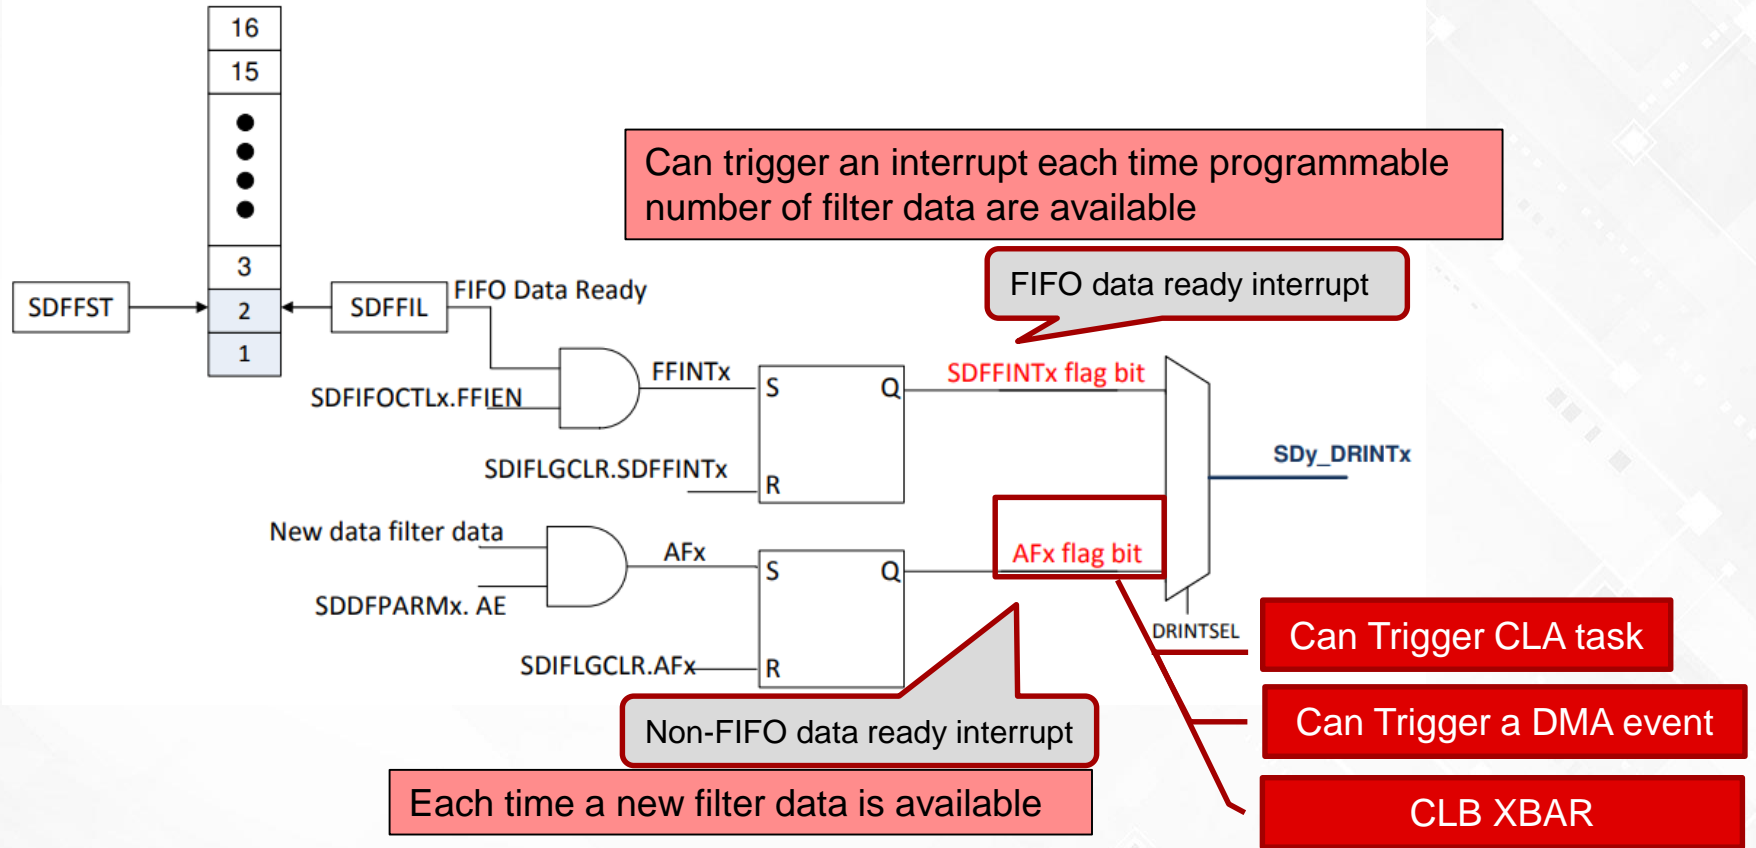 16
15
Can trigger an interrupt each time programmable
number of filter data are available
3
FIFO data ready interrupt
FIFO Data Ready
SDFFST
2
SDFFIL
1
FFINTx
SDFFINTx flag bit
S
Q
SDFIFOCTLx.FFIEN
SDy_DRINTx
SDIFLGCLR.SDFFINTx
R
New data filter data
AFx
AFx flag bit
S
Q
SDDFPARMx. AE
DRINTSEL
Can Trigger CLA task
SDIFLGCLR.AFx
R
Non-FIFO data ready interrupt
Can Trigger a DMA event
Each time a new filter data is available
CLB XBAR